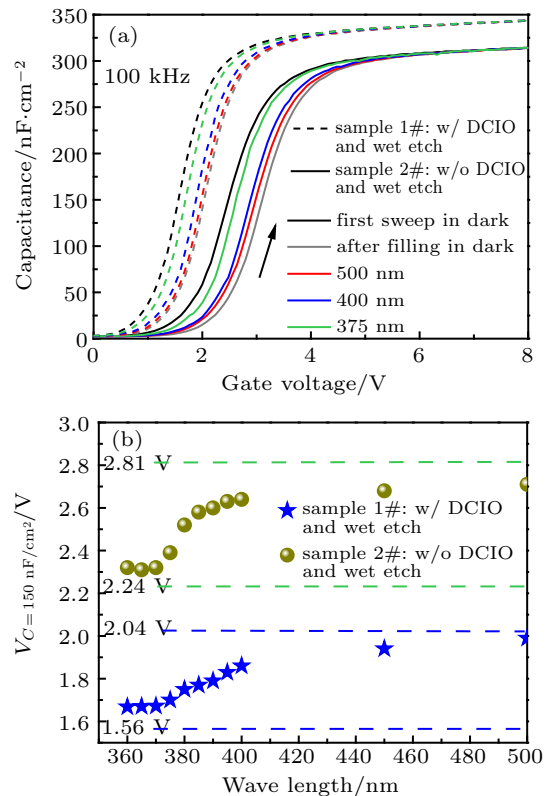 (a)
100 kHz
350
300
250
200
150
100
50
0
Capacitance/nF·cm−2
sample 1#: w/ DCIO
and wet etch
sample 2#: w/o DCIO
and wet etch
first sweep in dark
after filling in dark
500 nm
400 nm
375 nm
0 2 4 6 8
Gate voltage/V
(b)
3.0
2.8
2.6
2.4
2.2
2.0
1.8
1.6
VC=150 nF/cm2/V
2.81 V
sample 1#: w/ DCIO
and wet etch
sample 2#: w/o DCIO
and wet etch
2.24 V
2.04 V
1.56 V
360 380 400 420 440 460 480 500
Wave length/nm